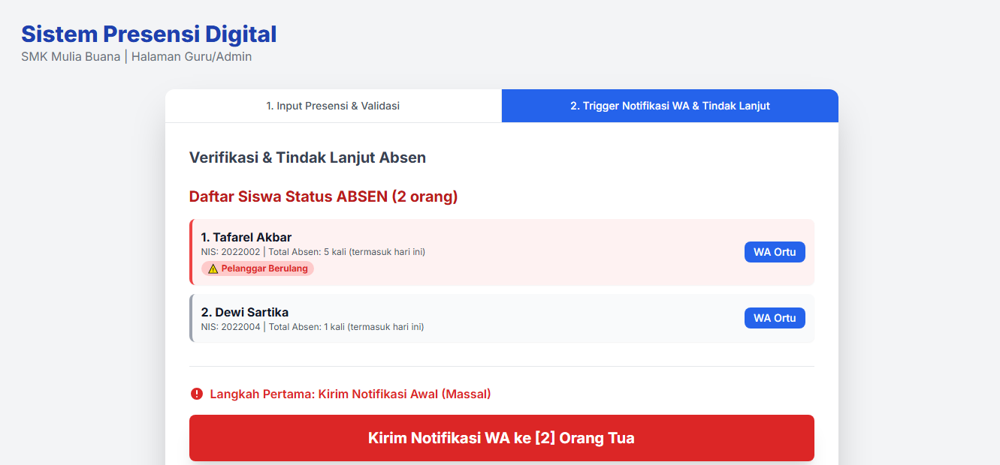 Sistem Presensi Digital
SMK Mulia Buana | Halaman Guru/Admin
1. Input Presensi & Validasi
2. Trigger Notifikasi WA & Tindak Lanjut
Verifikasi & Tindak Lanjut Absen
Daftar Siswa Status ABSEN (2 orang)
1. Tafarel Akbar
NIS: 2022002 | Total Absen: 5 kali (termasuk hari ini)
Pelanggar Berulang
WA Ortu
2. Dewi Sartika
NIS: 2022004 | Total Absen: 1 kali (termasuk hari ini)
WA Ortu
Langkah Pertama: Kirim Notifikasi Awal (Massal)
Kirim Notifikasi WA ke [2] Orang Tua